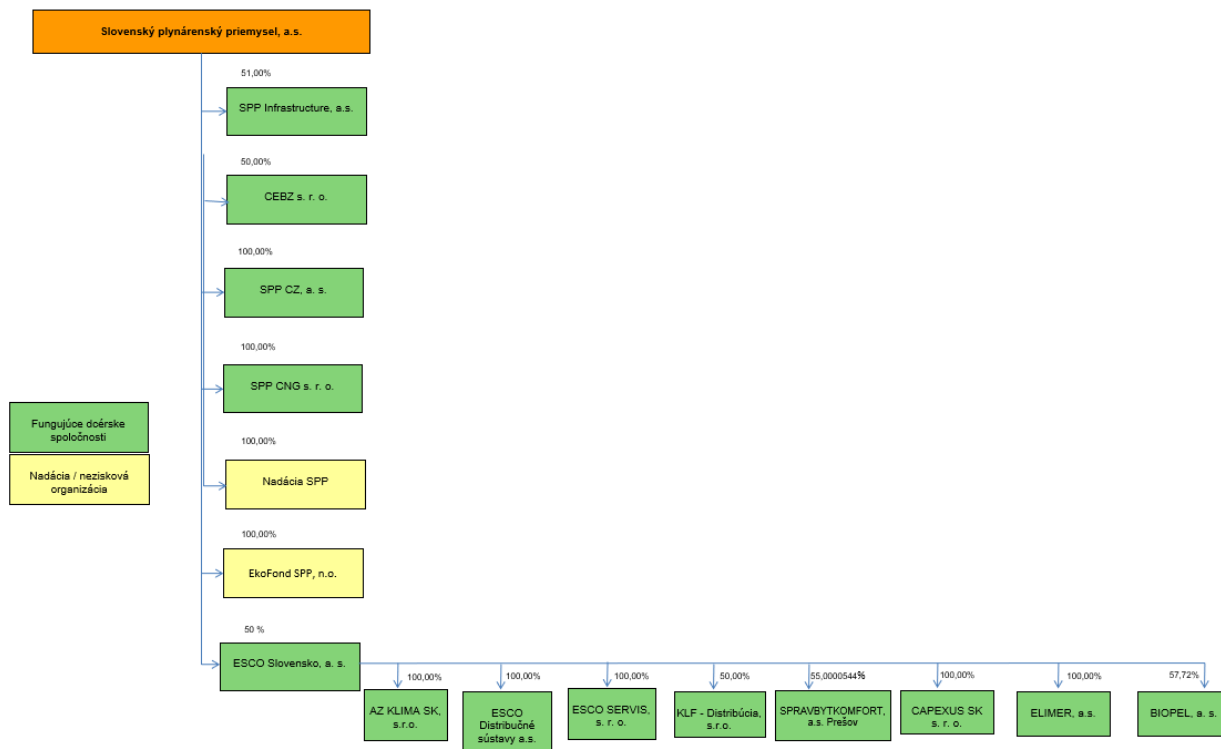 Slovenský plynárenský priemysel, a.s.
51,00%
SPP Infrastructure, a.s.
50,00%
CEBZ s. r. o.
100,00%
SPP CZ, a. s.
100,00%
SPP CNG s. r. o.
Fungujúce dcérske
spoločnosti
Nadácia / nezisková
organizácia
100,00%
Nadácia SPP
100,00%
EkoFond SPP, n.o.
50 %
ESCO Slovensko, a. s.
100,00%
AZ KLIMA SK,
s.r.o.
100,00%
ESCO
Distribučné
sústavy a.s.
100,00%
ESCO SERVIS,
s. r. o.
50,00%
KLF - Distribúcia,
s.r.o.
55,0000544%
SPRAVBYTKOMFORT,
a.s. Prešov
100,00%
CAPEXUS SK
s. r. o.
100,00%
ELIMER, a.s.
57,72%
BIOPEL, a. s.